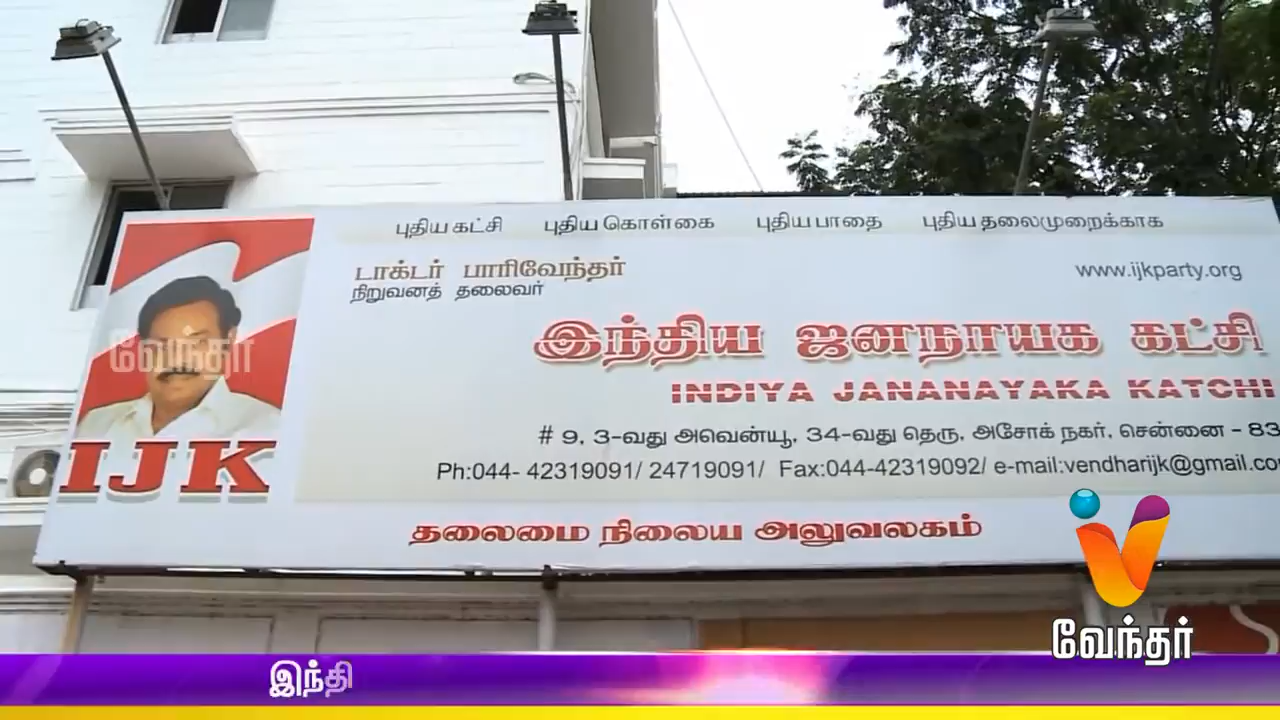 புதிய கட்சி புதிய கொள்கை புதிய பாதை புதிய தலைமுறைக்காக
டாக்டர் பாரிவேந்தர்
நிறுவனத் தலைவர்
www.ijkparty.org
வேந்தர்
இந்திய ஜனநாயக கட்சி
INDIYA JANANAYAKA KATCHI
# 9, 3-வது அவென்யூ, 34-வது தெரு, அசோக் நகர், சென்னை - 83
IJK
Ph:044- 42319091/ 24719091/ Fax:044-42319092/ e-mail:vendharijk@gmail.co
தலைமை நிலைய அலுவலகம்
வேந்தர்
இந்தி